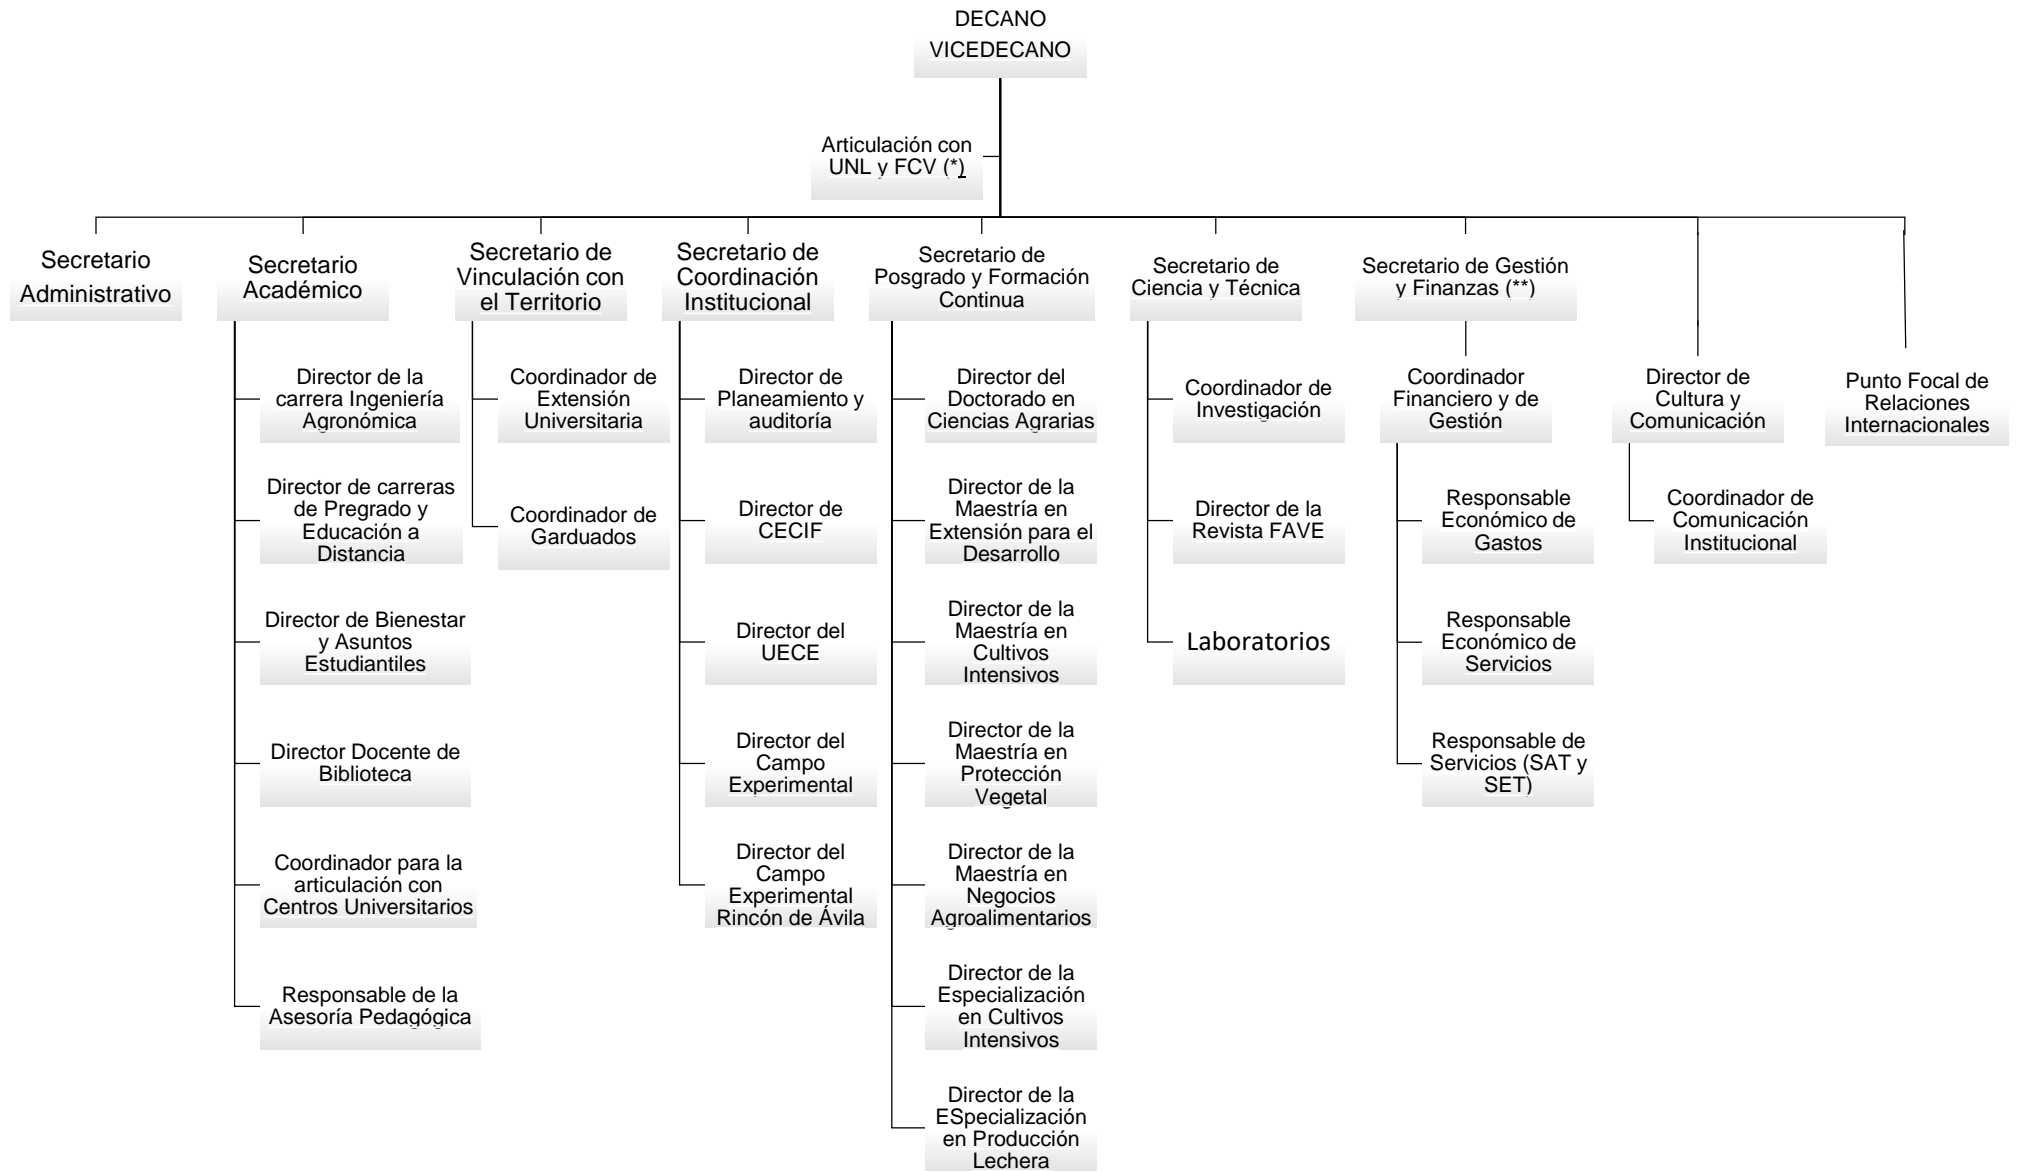 DECANO
VICEDECANO
Articulación con
UNL y FCV (*)
Secretario
Administrativo
Secretario
Académico
Secretario de
Vinculación con
el Territorio
Secretario de
Coordinación
Institucional
Secretario de
Posgrado y Formación
Continua
Secretario de
Ciencia y Técnica
Secretario de Gestión
y Finanzas (**)
Director de la
carrera Ingeniería
Agronómica
Director de carreras
de Pregrado y
Educación a
Distancia
Director de Bienestar
y Asuntos
Estudiantiles
Director Docente de
Biblioteca
Coordinador para la
articulación con
Centros Universitarios
Responsable de la
Asesoría Pedagógica
Coordinador de
Extensión
Universitaria
Coordinador de
Garduados
Director de
Planeamiento y
auditoría
Director de
CECIF
Director del
UECE
Director del
Campo
Experimental
Director del
Campo
Experimental
Rincón de Ávila
Director del
Doctorado en
Ciencias Agrarias
Director de la
Maestría en
Extensión para el
Desarrollo
Director de la
Maestría en
Cultivos
Intensivos
Director de la
Maestría en
Protección
Vegetal
Director de la
Maestría en
Negocios
Agroalimentarios
Director de la
Especialización
en Cultivos
Intensivos
Director de la
ESpecialización
en Producción
Lechera
Coordinador de
Investigación
Director de la
Revista FAVE
Laboratorios
Coordinador
Financiero y de
Gestión
Responsable
Económico de
Gastos
Responsable
Económico de
Servicios
Responsable de
Servicios (SAT y
SET)
Director de
Cultura y
Comunicación
Coordinador de
Comunicación
Institucional
Punto Focal de
Relaciones
Internacionales